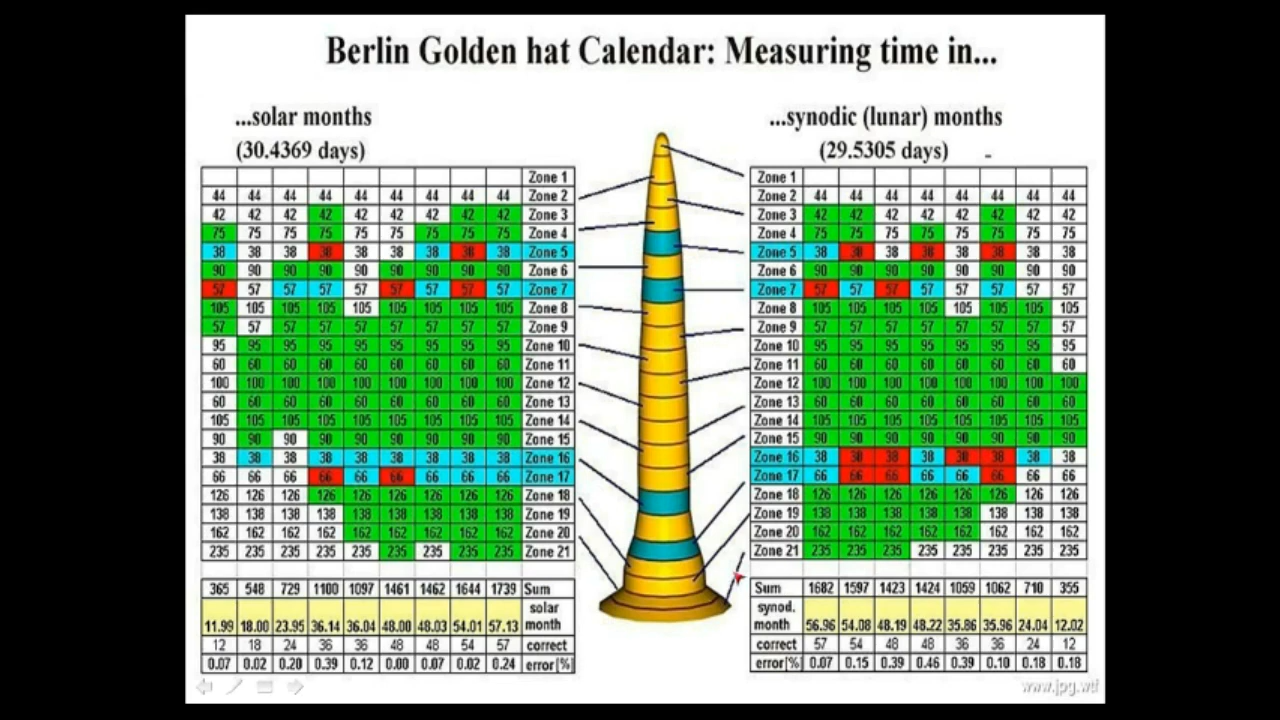 Berlin Golden hat Calendar: Measuring time in...
...solar months
(30.4369 days)
Zone 1
44 44 44 44 44 44 44 44 44 Zone 2
42 42 42 42 42 42 42 42 42 Zone 3
75 75 75 75 75 75 75 75 75 Zone 4
38 38 38 38 38 38 38 38 38 Zone 5
90 90 90 90 90 90 90 90 90 Zone 6
57 57 57 57 57 57 57 57 57 Zone 7
105 105 105 105 105 105 105 105 105 Zone 8
57 57 57 57 57 57 57 57 57 Zone 9
95 95 95 95 95 95 95 95 95 Zone 10
60 60 60 60 60 60 60 60 60 Zone 11
100 100 100 100 100 100 100 100 100 Zone 12
60 60 60 60 60 60 60 60 60 Zone 13
105 105 105 105 105 105 105 105 105 Zone 14
90 90 90 90 90 90 90 90 90 Zone 15
38 38 38 38 38 38 38 38 38 Zone 16
66 66 66 66 66 66 66 66 66 Zone 17
126 126 126 126 126 126 126 126 126 Zone 18
138 138 138 138 138 138 138 138 138 Zone 19
162 162 162 162 162 162 162 162 162 Zone 20
235 235 235 235 235 235 235 235 235 Zone 21
365 548 729 1100 1097 1461 1462 1644 1739 Sum
solar
11.99 18.00 23.95 36.14 36.04 48.00 48.03 54.01 57.13 month
12 18 24 36 36 48 48 54 57 correct
0.07 0.02 0.20 0.39 0.12 0.00 0.07 0.02 0.24 error[%]
...synodic (lunar) months
(29.5305 days)
Zone 1
Zone 2 44 44 44 44 44 44 44 44
Zone 3 42 42 42 42 42 42 42 42
Zone 4 75 75 75 75 75 75 75 75
Zone 5 38 38 38 38 38 38 38 38
Zone 6 90 90 90 90 90 90 90 90
Zone 7 57 57 57 57 57 57 57 57
Zone 8 105 105 105 105 105 105 105 105
Zone 9 57 57 57 57 57 57 57 57
Zone 10 95 95 95 95 95 95 95 95
Zone 11 60 60 60 60 60 60 60 60
Zone 12 100 100 100 100 100 100 100 100
Zone 13 60 60 60 60 60 60 60 60
Zone 14 105 105 105 105 105 105 105 105
Zone 15 90 90 90 90 90 90 90 90
Zone 16 38 38 38 38 38 38 38 38
Zone 17 66 66 66 66 66 66 66 66
Zone 18 126 126 126 126 126 126 126 126
Zone 19 138 138 138 138 138 138 138 138
Zone 20 162 162 162 162 162 162 162 162
Zone 21 235 235 235 235 235 235 235 235
Sum 1682 1597 1423 1424 1059 1062 710 355
synod.
month 56.96 54.08 48.19 48.22 35.86 35.96 24.04 12.02
correct 57 54 48 48 36 36 24 12
error[%] 0.07 0.15 0.39 0.46 0.39 0.10 0.18 0.18
www.jpg.wtf